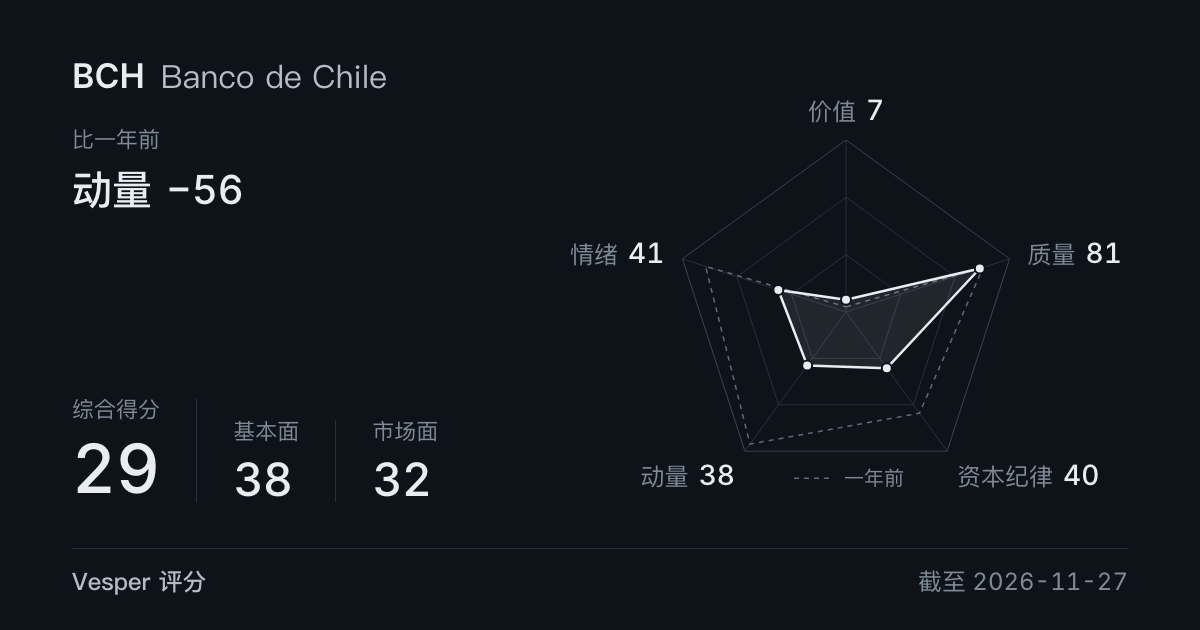 BCH Banco de Chile
比一年前
动量 −56
综合得分
29
基本面
38
市场面
32
价值 7
情绪 41
质量 81
动量 38
一年前
资本纪律 40
Vesper 评分
截至 2026-11-27